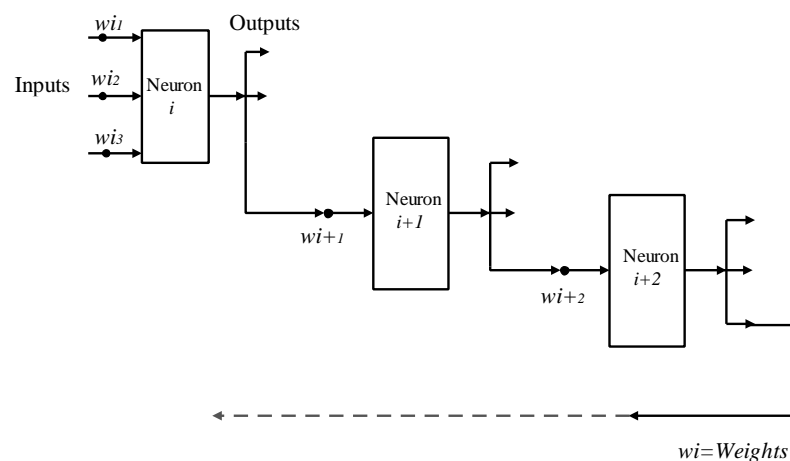 Outputs
wi1
Inputs
wi2
wi3
Neuron
i
wi+1
Neuron
i+1
wi+2
Neuron
i+2
wi=Weights